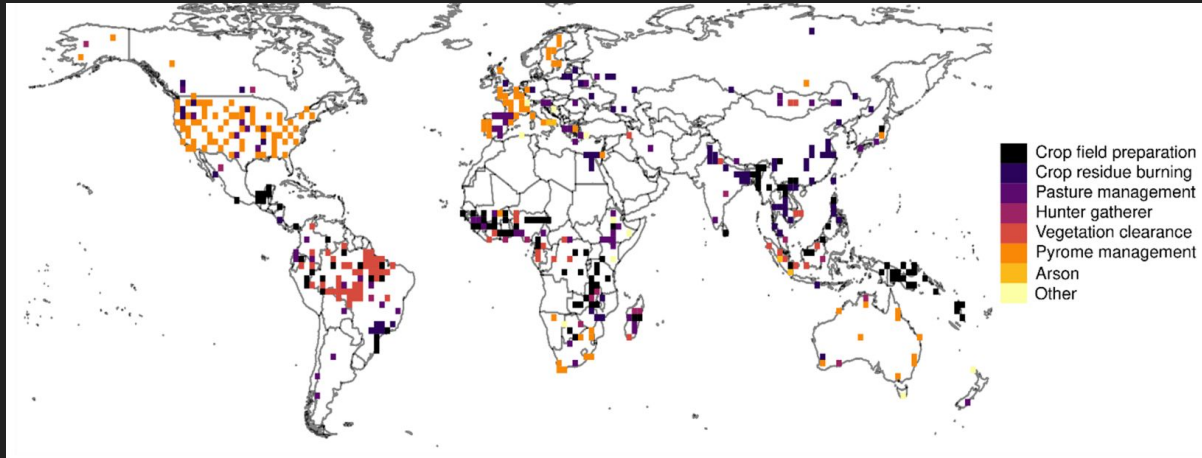 Crop field preparation
Crop residue burning
Pasture management
Hunter gatherer
Vegetation clearance
Pyrome management
Arson
Other